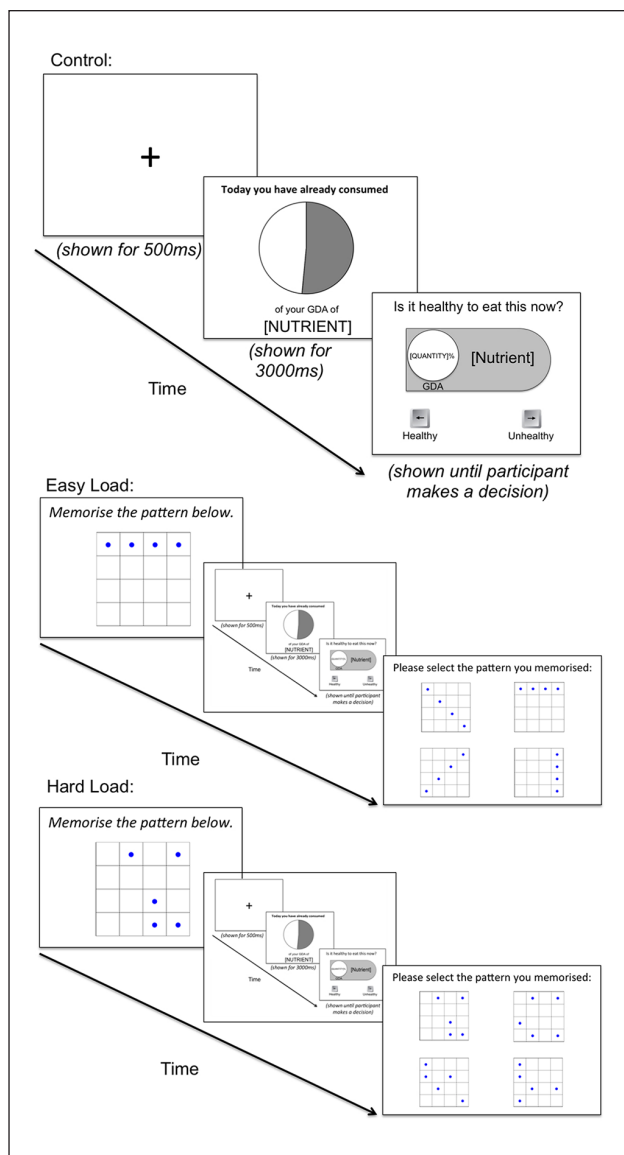 Control:
+
(shown for 500ms)
Today you have already consumed
of your GDA of
[NUTRIENT]
(shown for
3000ms)
Is it healthy to eat this now?
[QUANTITY]%
[Nutrient]
GDA
Healthy
Unhealthy
(shown until participant
makes a decision)
Time
Easy Load:
Memorise the pattern below.
+
(shown for 500ms)
Today you have already consumed
of your GDA of
[NUTRIENT]
(shown for 3000ms)
Is it healthy to eat this now?
[Nutrient]
Healthy
Unhealthy
(shown until participant
makes a decision)
Time
Please select the pattern you memorised:
Time
Hard Load:
Memorise the pattern below.
+
(shown for 500ms)
Today you have already consumed
of your GDA of
[NUTRIENT]
(shown for 3000ms)
Is it healthy to eat this now?
[Nutrient]
Healthy
Unhealthy
(shown until participant
makes a decision)
Time
Please select the pattern you memorised:
Time